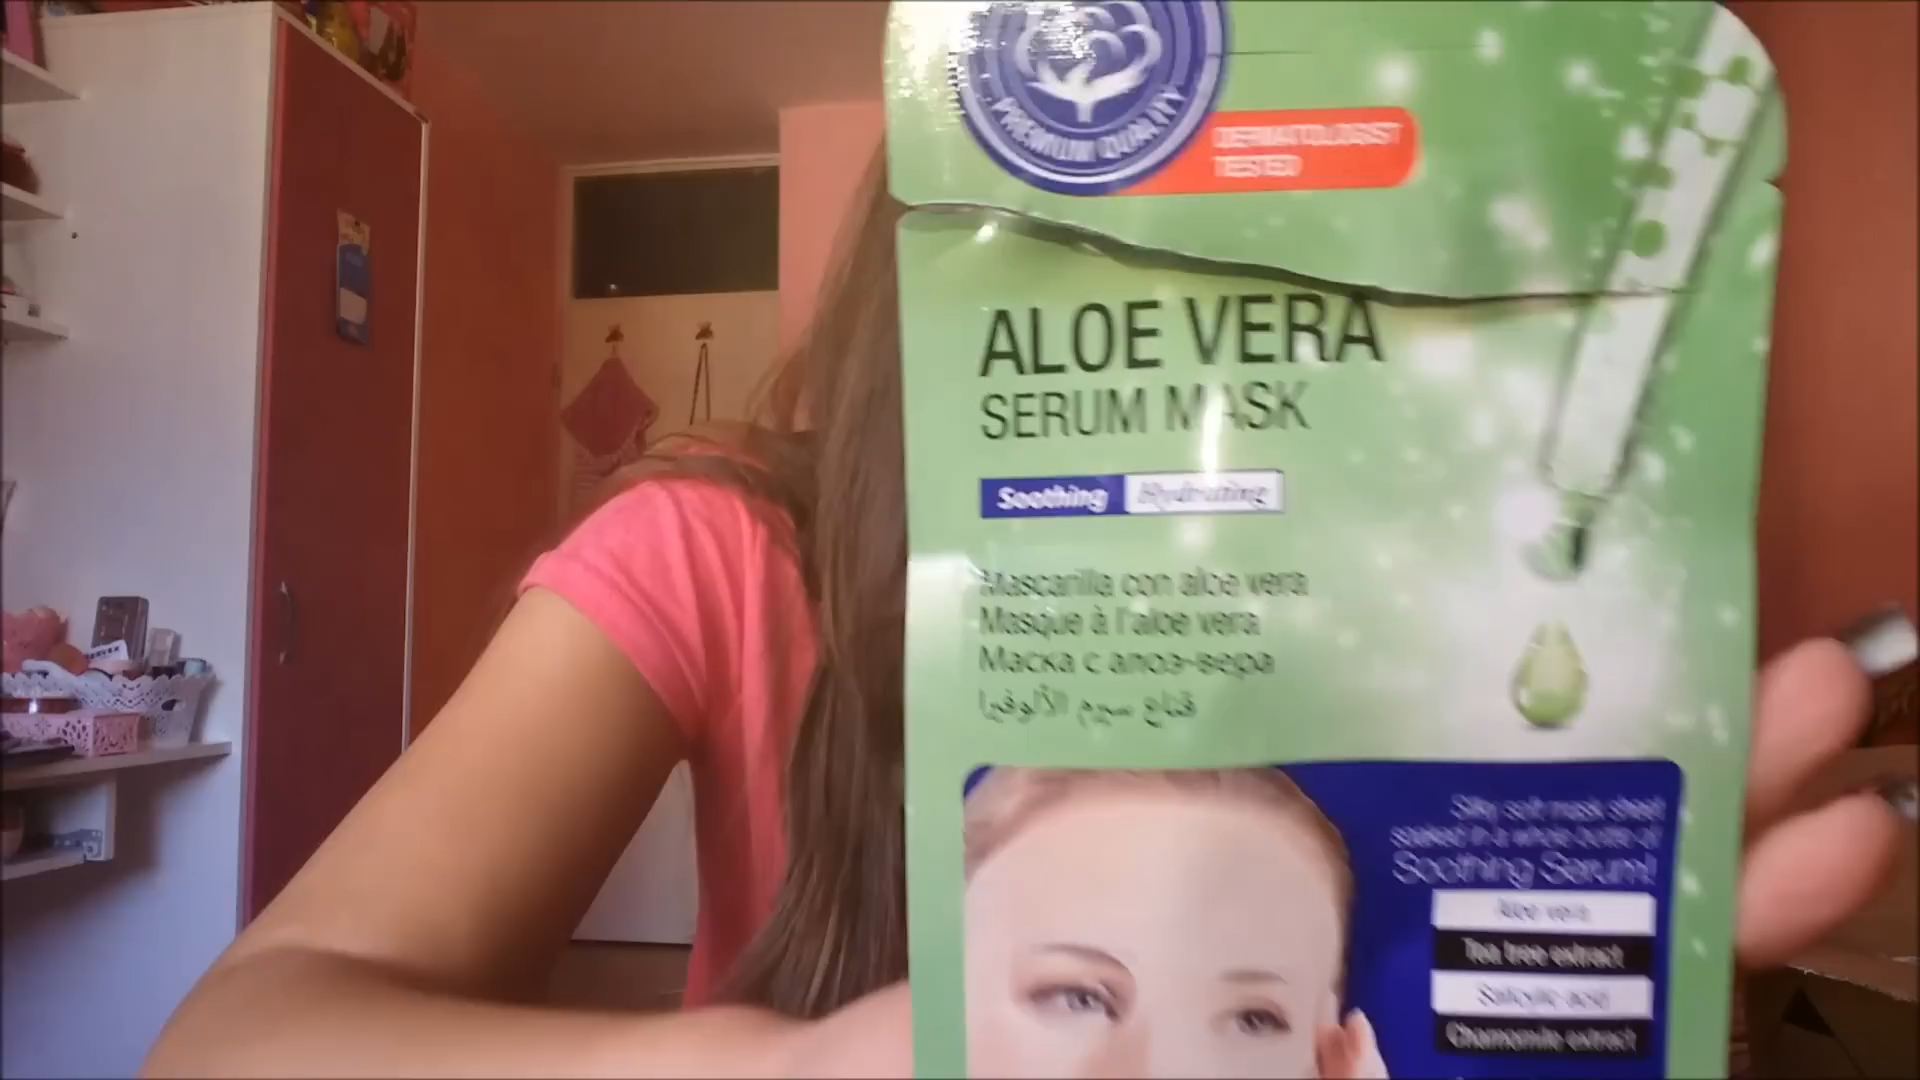 PREMIUM QUALITY
DERMATOLOGIST
TESTED
ALOE VERA
SERUM MASK
Soothing Hydrating
Mascarilla con aloe vera
Masque à l'aloe vera
Маска с алоэ-вера
قناع سيرم الألوفيرا
Silky soft mask sheet
soaked in a whole bottle of
Soothing Serum!
Aloe vera
Tea tree extract
Salicylic acid
Chamomile extract